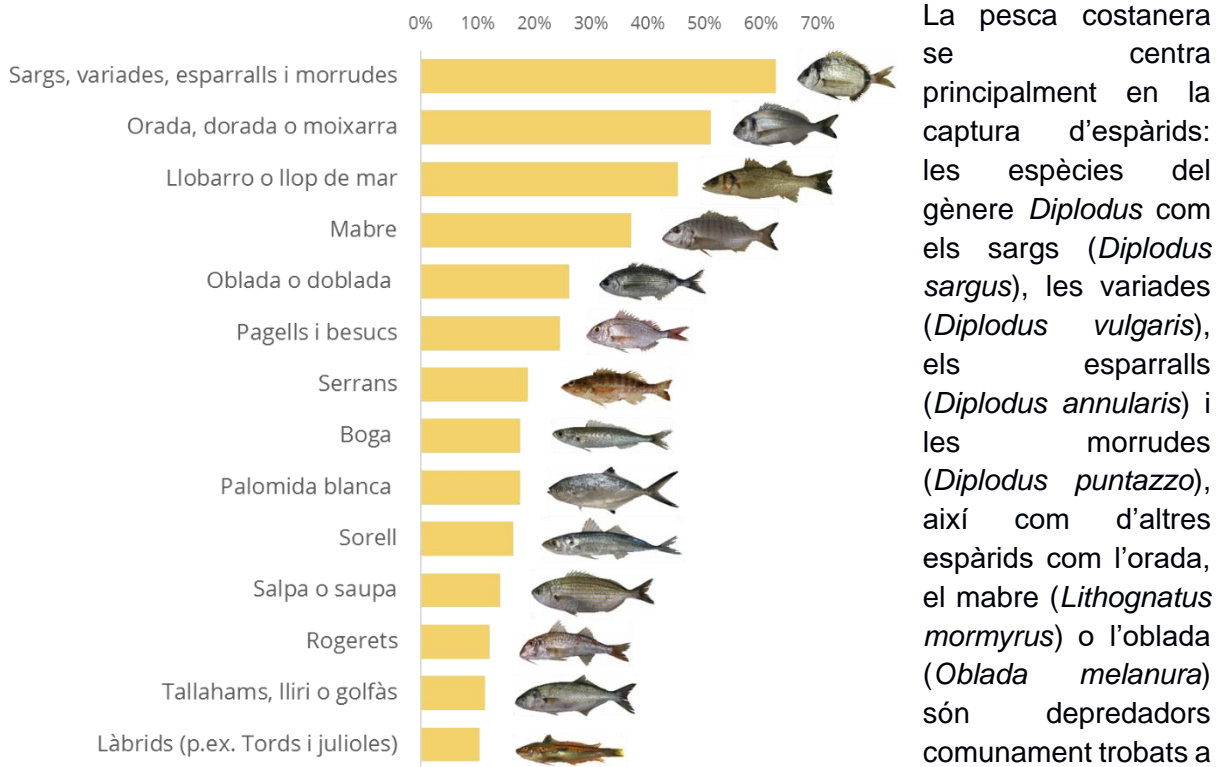 0% 10% 20% 30% 40% 50% 60% 70%
Sargs, variades, esparralls i morrudes
Orada, dorada o moixarra
Llobarro o llop de mar
Mabre
Oblada o doblada
Pagells i besucs
Serrans
Boga
Palomida blanca
Sorell
Salpa o saupa
Rogerets
Tallahams, lliri o golfàs
Làbrids (p.ex. Tords i julioles)
La pesca costanera
se centra
principalment en la
captura d’espàrids:
les espècies del
gènere Diplodus com
els sargs (Diplodus
sargus), les variades
(Diplodus vulgaris),
els esparralls
(Diplodus annularis) i
les morrudes
(Diplodus puntazzo),
així com d’altres
espàrids com l’orada,
el mabre (Lithognatus
mormyrus) o l’oblada
(Oblada melanura)
són depredadors
comunament trobats a